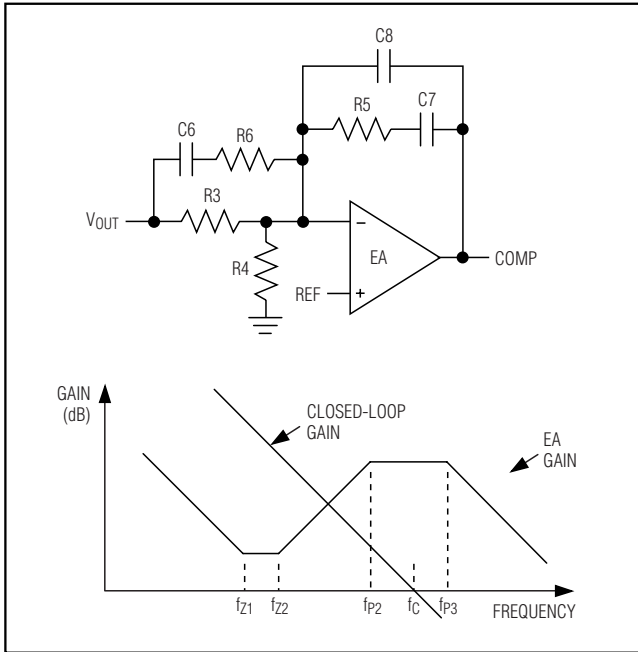 C8
R5 C7
C6 R6
R3
VOUT
R4
EA
COMP
REF
−
+
GAIN
(dB)
CLOSED-LOOP
GAIN
EA
GAIN
fZ1 fZ2 fP2 fC fP3
FREQUENCY